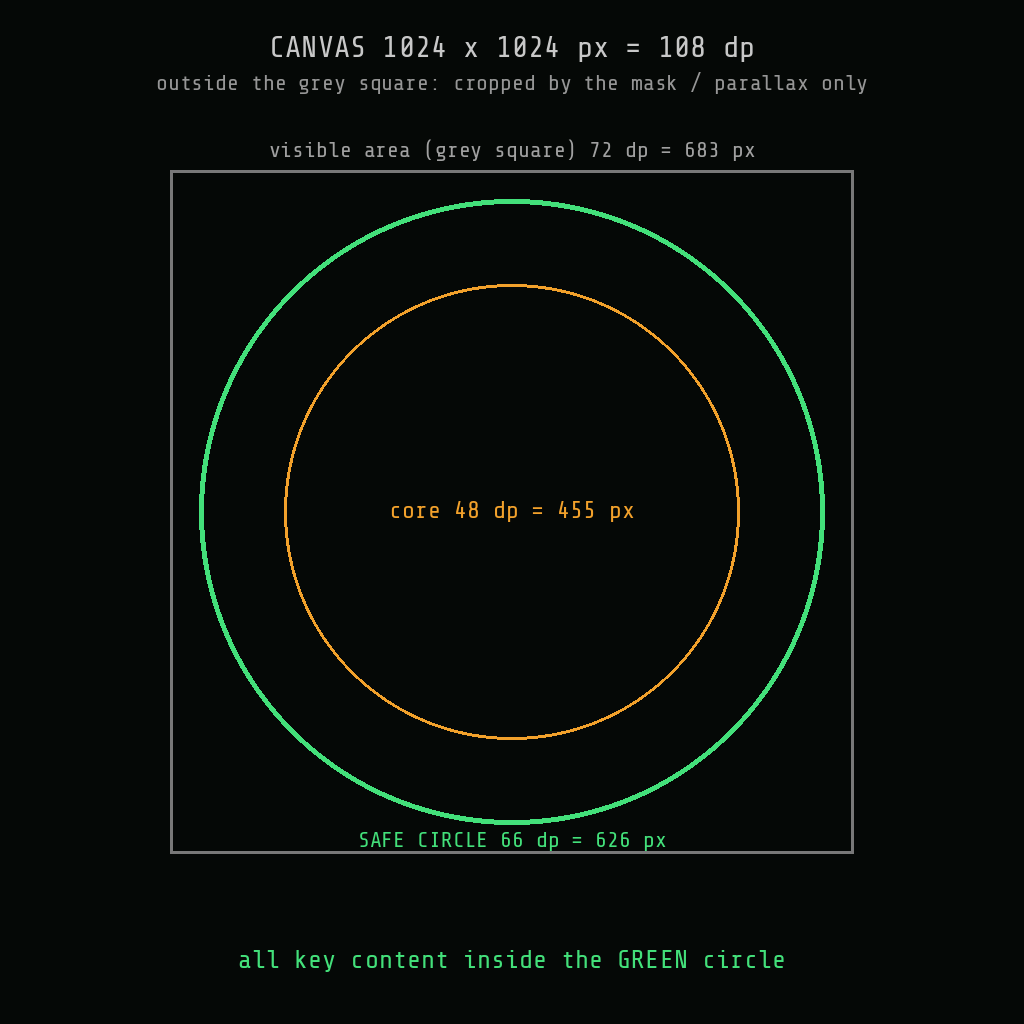 CANVAS 1024 x 1024 px = 108 dp
outside the grey square: cropped by the mask / parallax only
visible area (grey square) 72 dp = 683 px
core 48 dp = 455 px
SAFE CIRCLE 66 dp = 626 px
all key content inside the GREEN circle